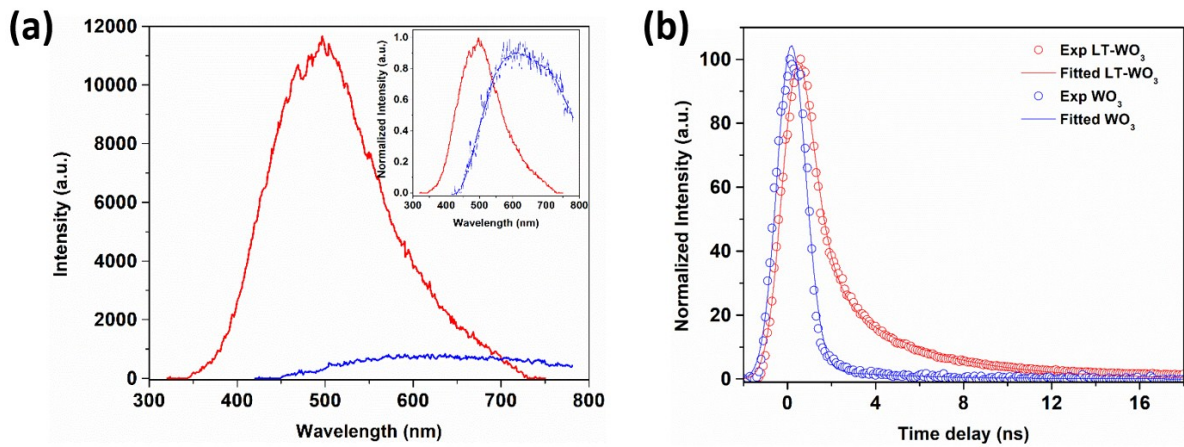 (a)
12000
10000
8000
6000
4000
2000
0
Intensity (a.u.)
300 400 500 600 700 800
Wavelength (nm)
1.0
0.8
0.6
0.4
0.2
0.0
Normalized Intensity (a.u.)
300 400 500 600 700 800
Wavelength (nm)
(b)
100
80
60
40
20
0
Normalized Intensity (a.u.)
0 4 8 12 16
Time delay (ns)
Exp LT-WO₃
Fitted LT-WO₃
Exp WO₃
Fitted WO₃